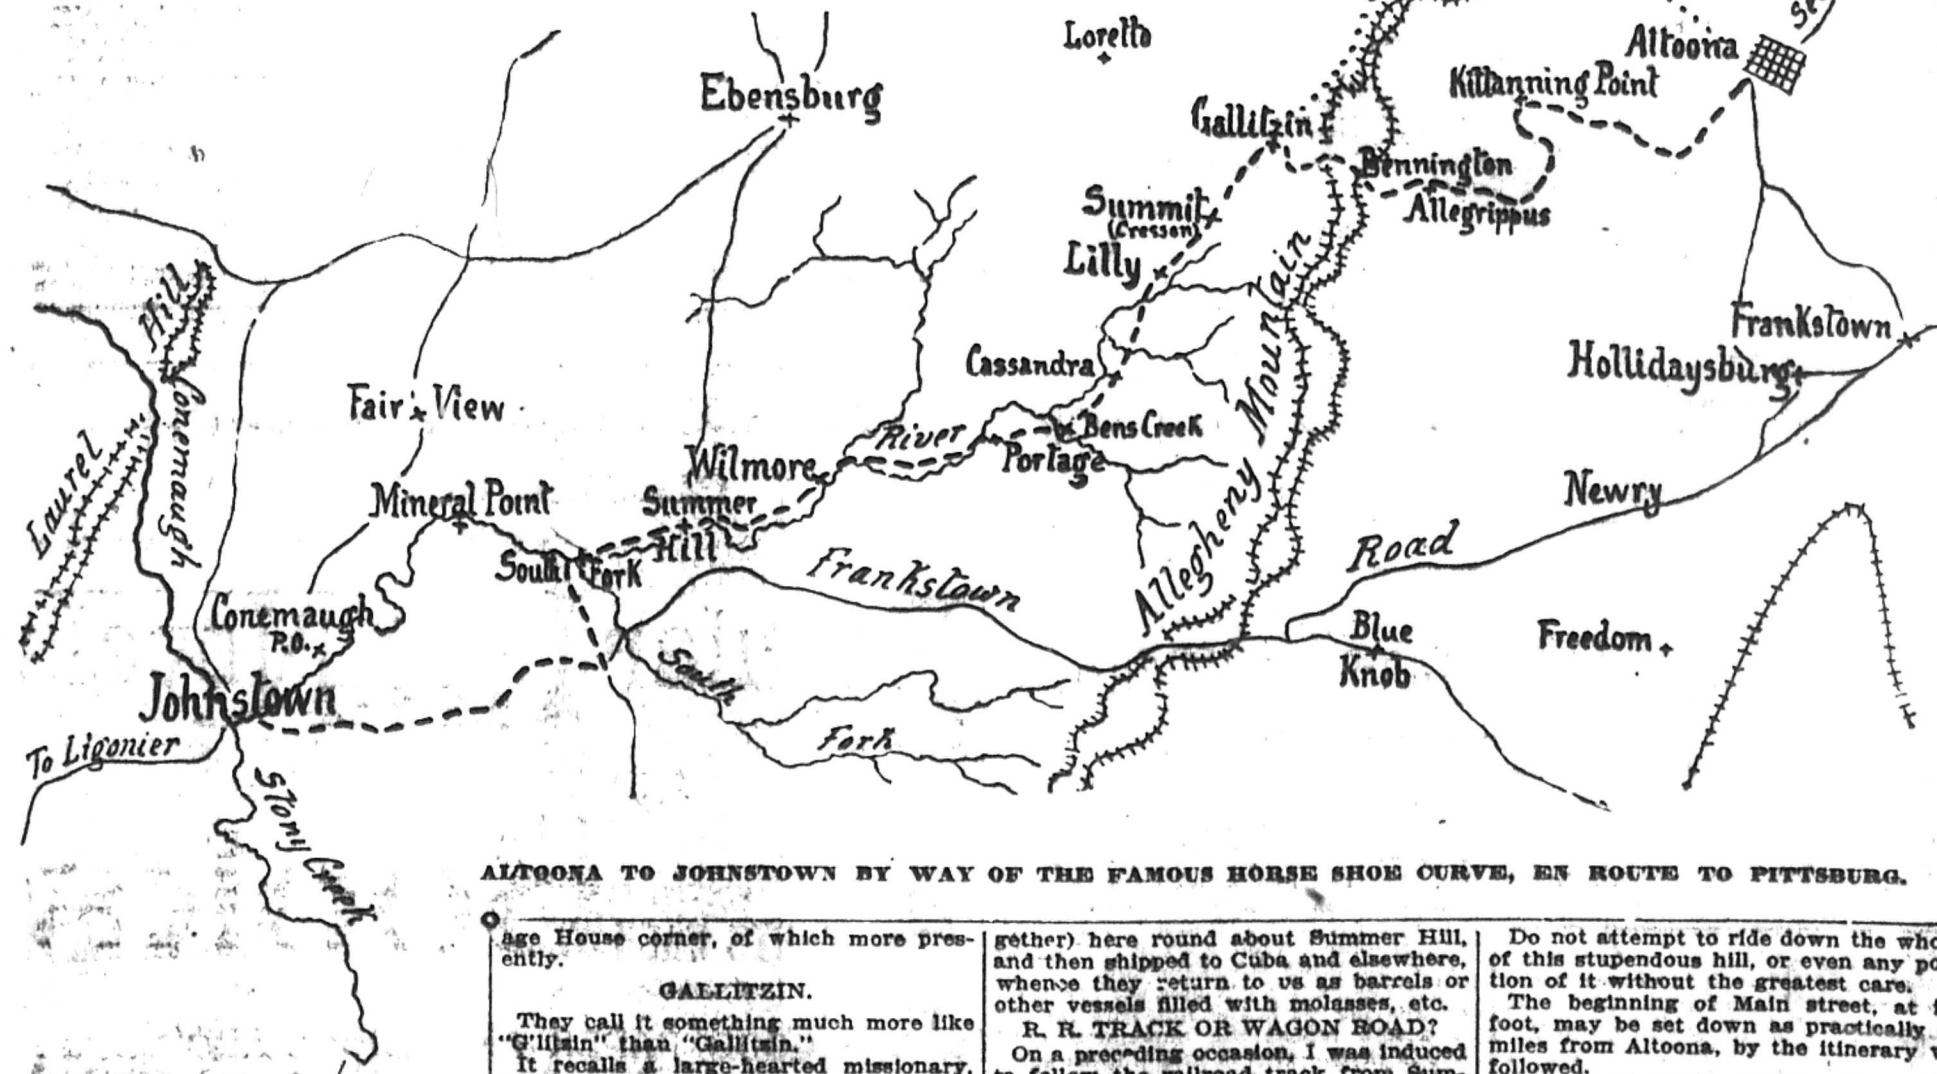 Loretto
Altoona
Kittanning Point
Ebensburg
Gallitzin
Bennington
Allegrippus
Summit
(Cresson)
Lilly
Hill
Frankstown
Hollidaysburg
Cassandra
Fair View
Conemaugh
Laurel
River
Bens Creek
Portage
Allegheny Mountain
Wilmore
Newry
Mineral Point
Summer
Hill
South Fork
Road
Frankstown
Conemaugh
P.O.
Blue
Knob
Freedom
South
Fork
Johnstown
To Ligonier
Stony Creek
ALTOONA TO JOHNSTOWN BY WAY OF THE FAMOUS HORSE SHOE CURVE, EN ROUTE TO PITTSBURG.
age House corner, of which more pres-
ently.
GALLITZIN.
They call it something much more like
"G'litzin" than "Gallitzin."
It recalls a large-hearted missionary,
gether) here round about Summer Hill,
and then shipped to Cuba and elsewhere,
whence they return to us as barrels or
other vessels filled with molasses, etc.
R. R. TRACK OR WAGON ROAD?
On a preceding occasion, I was induced
to follow the railroad track from Sum-
Do not attempt to ride down the
of this stupendous hill, or even any
tion of it without the greatest care.
The beginning of Main street, at
foot, may be set down as practically
miles from Altoona, by the itinerary
followed.